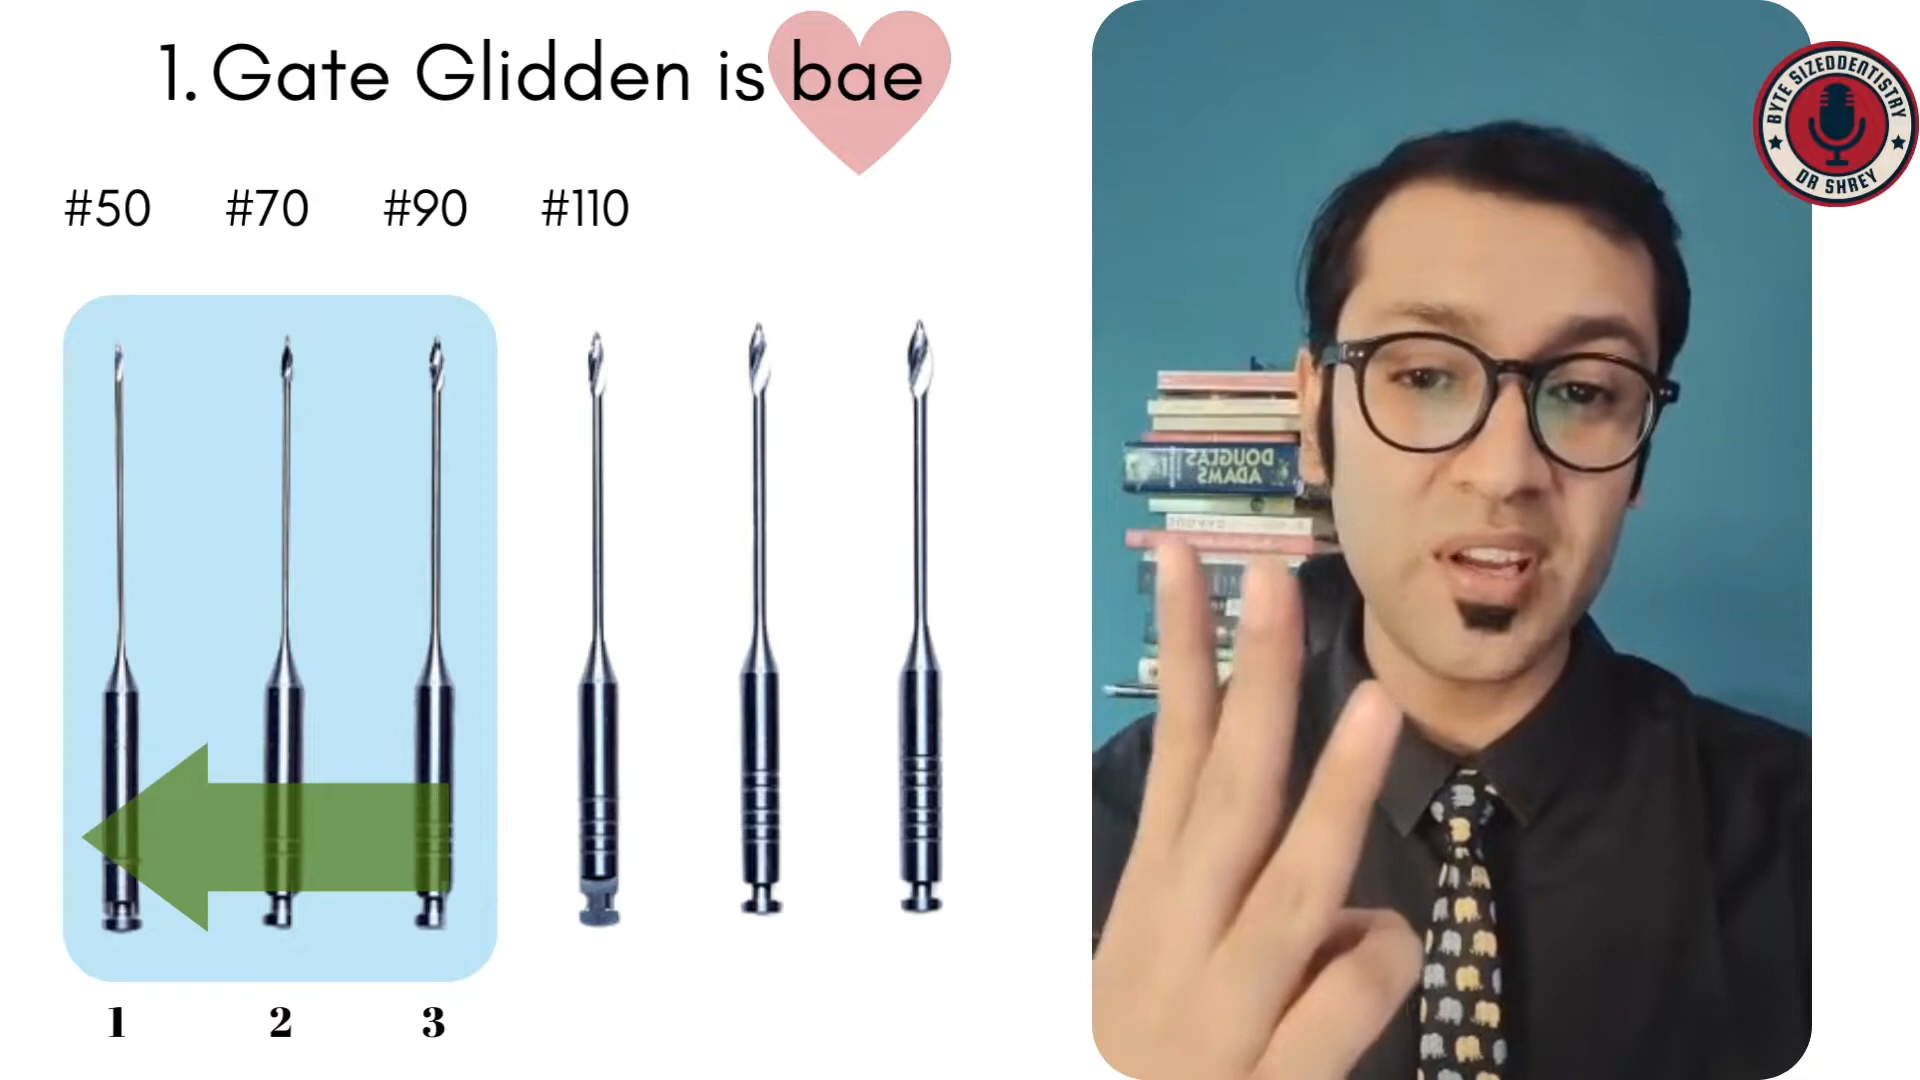 1. Gate Glidden is bae
#50 #70 #90 #110
1 2 3
BYTE SIZEDDENTISTRY
DR SHREY
DOUGLAS
ADAMS